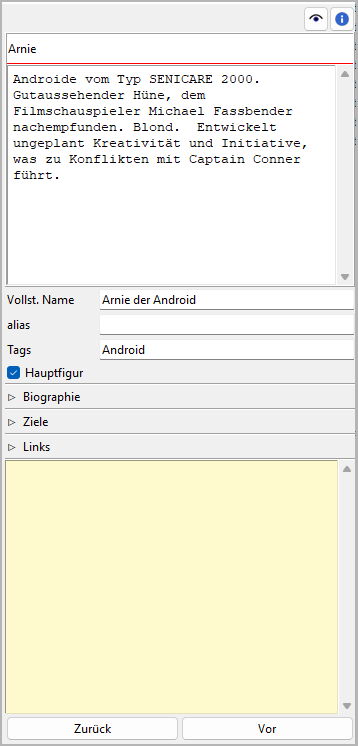 Arnie
Androide vom Typ SENICARE 2000.
Gutaussehender Hüne, dem
Filmschauspieler Michael Fassbender
nachempfunden. Blond.  Entwickelt
ungeplant Kreativität und Initiative,
was zu Konflikten mit Captain Conner
führt.
Vollst. Name Arnie der Android
alias
Tags Android
Hauptfigur
Biographie
Ziele
Links
Zurück Vor